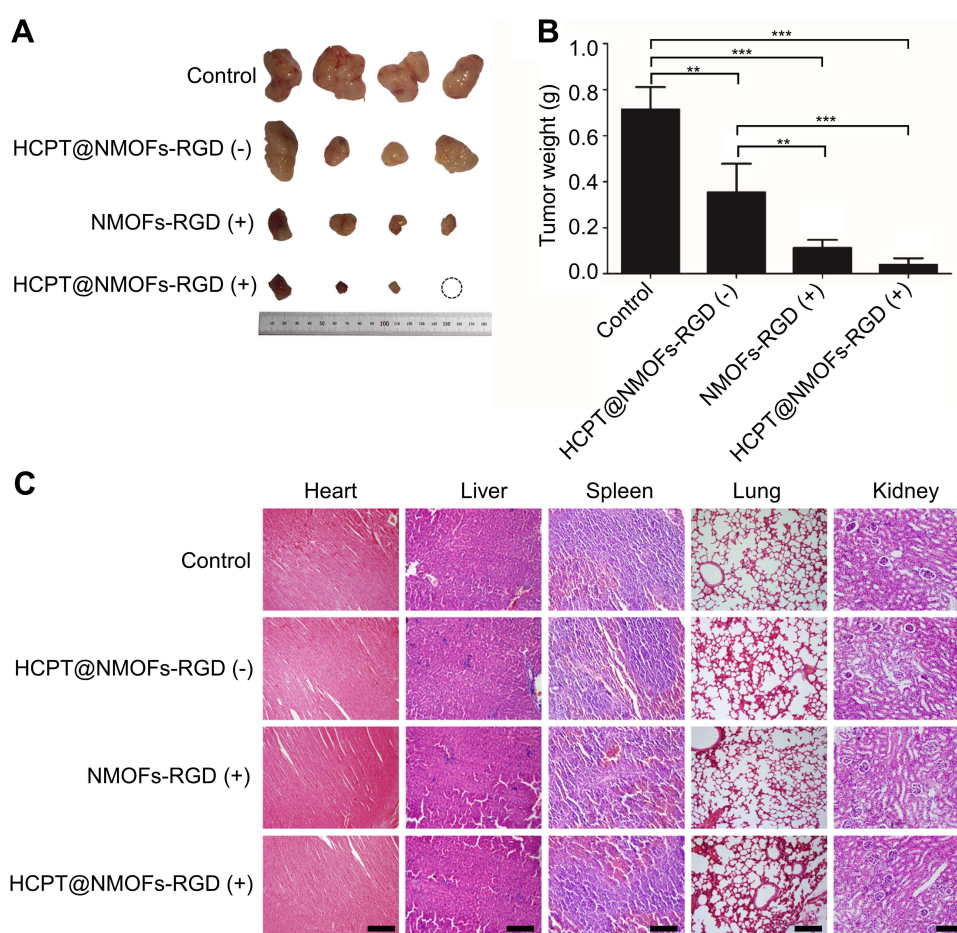 A
Control
HCPT@NMOFs-RGD (-)
NMOFs-RGD (+)
HCPT@NMOFs-RGD (+)
B
Tumor weight (g)
1.0
0.8
0.6
0.4
0.2
0.0
***
***
**
***
**
Control
HCPT@NMOFs-RGD (-)
NMOFs-RGD (+)
HCPT@NMOFs-RGD (+)
C
Heart Liver Spleen Lung Kidney
Control
HCPT@NMOFs-RGD (-)
NMOFs-RGD (+)
HCPT@NMOFs-RGD (+)